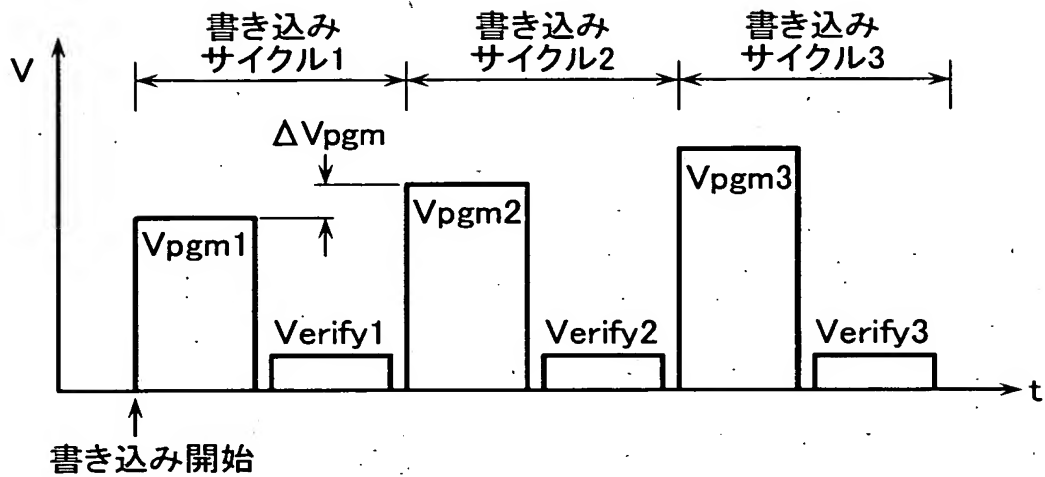 書き込み
サイクル1
書き込み
サイクル2
書き込み
サイクル3
V
ΔVpgm
Vpgm1
Vpgm2
Vpgm3
Verify1
Verify2
Verify3
t
書き込み開始